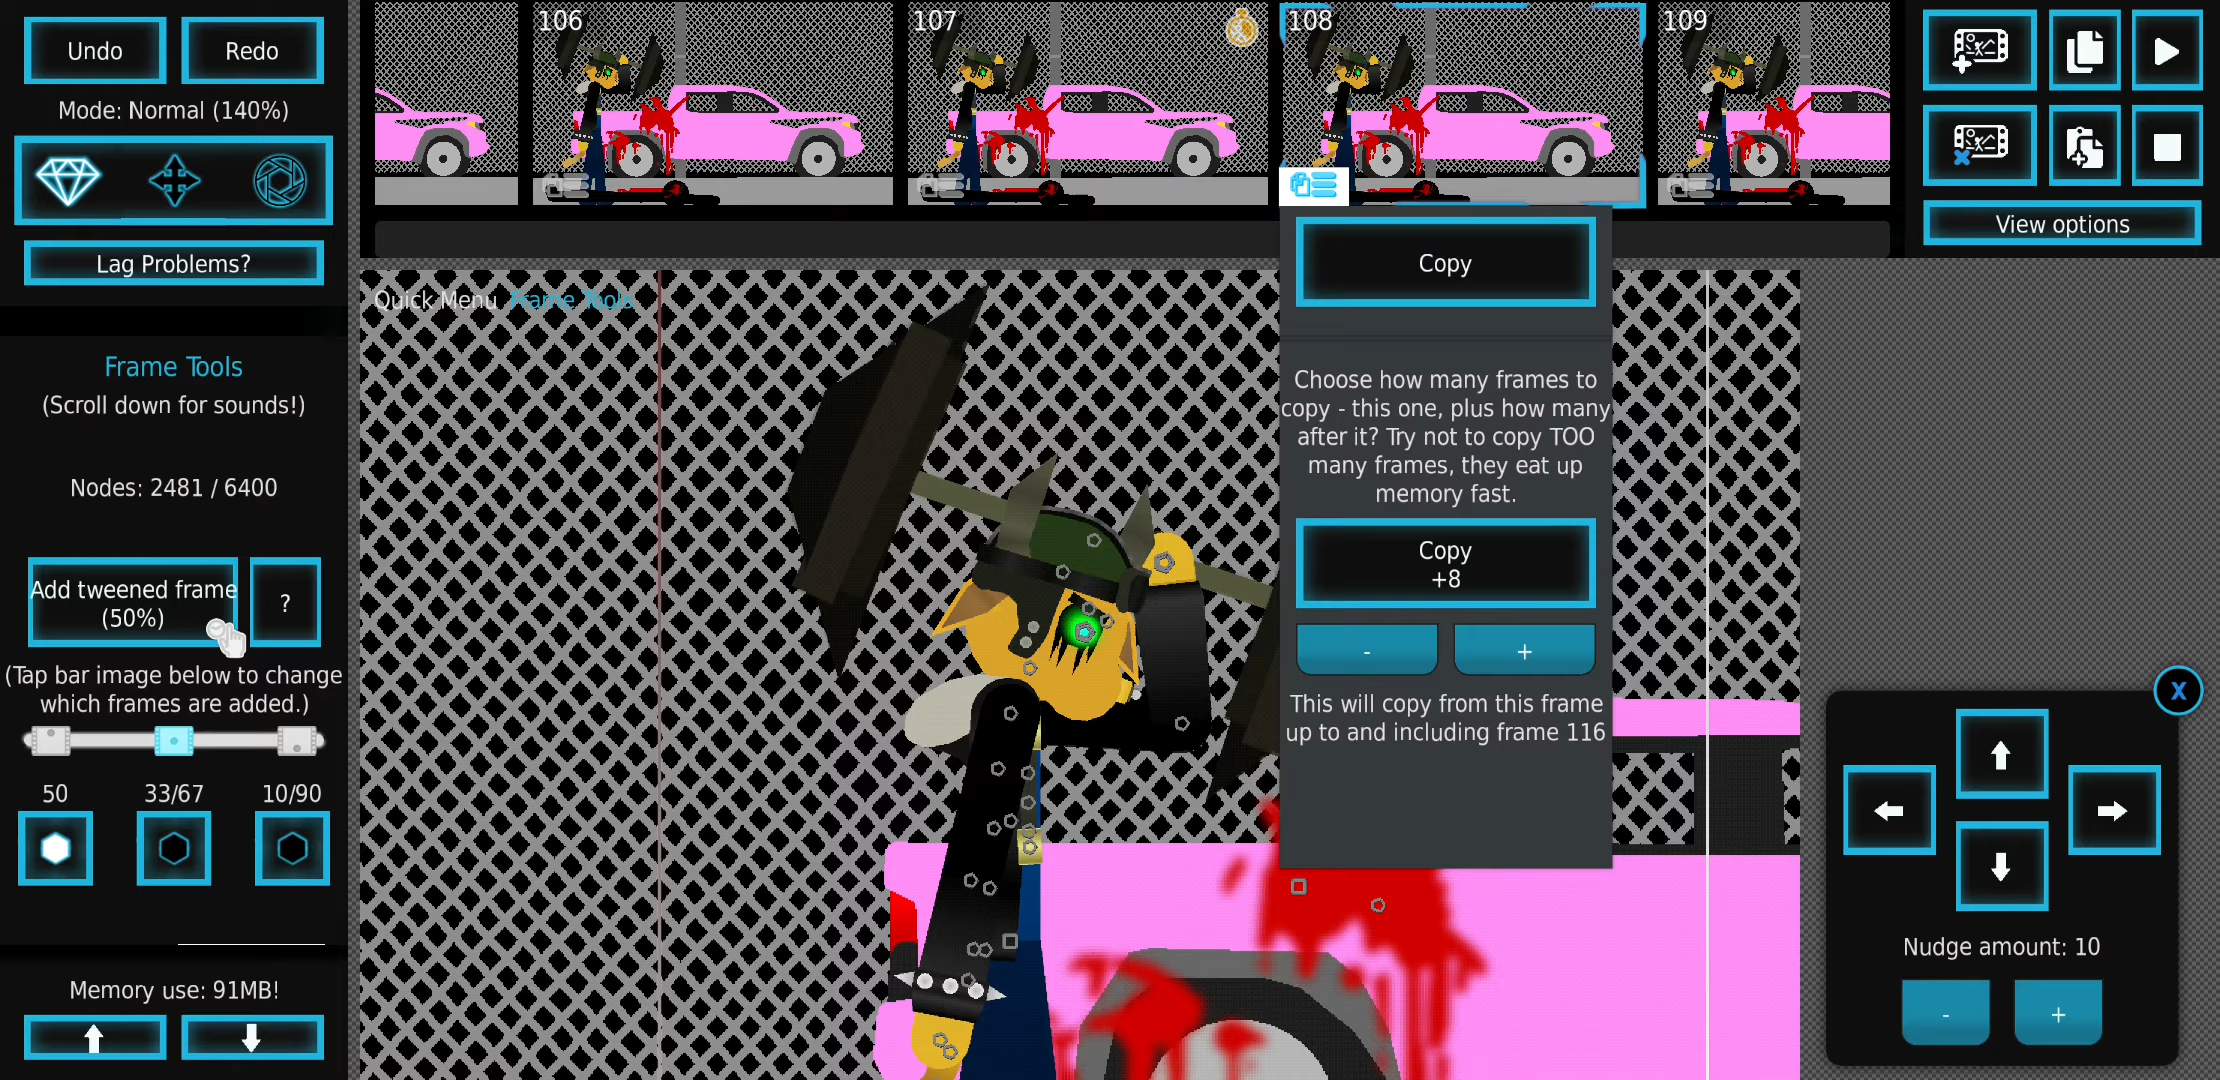 Undo
Redo
Mode: Normal (140%)
Lag Problems?
Frame Tools
(Scroll down for sounds!)
Nodes: 2481 / 6400
Add tweened frame
(50%)
?
(Tap bar image below to change
which frames are added.)
50
33/67
10/90
Memory use: 91MB!
106
107
108
109
Quick Menu
Frame Tools
Copy
Choose how many frames to
copy - this one, plus how many
after it? Try not to copy TOO
many frames, they eat up
memory fast.
Copy
+8
-
+
This will copy from this frame
up to and including frame 116
View options
X
Nudge amount: 10
-
+